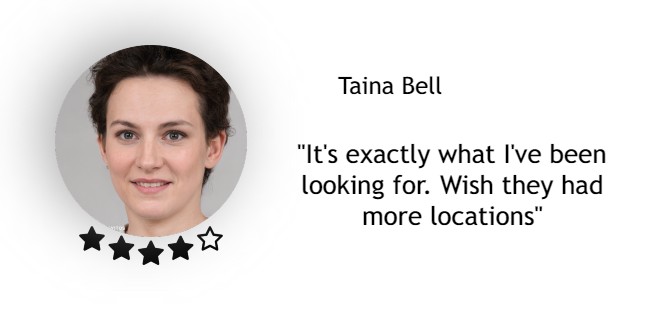 Taina Bell
"It's exactly what I've been
looking for. Wish they had
more locations"